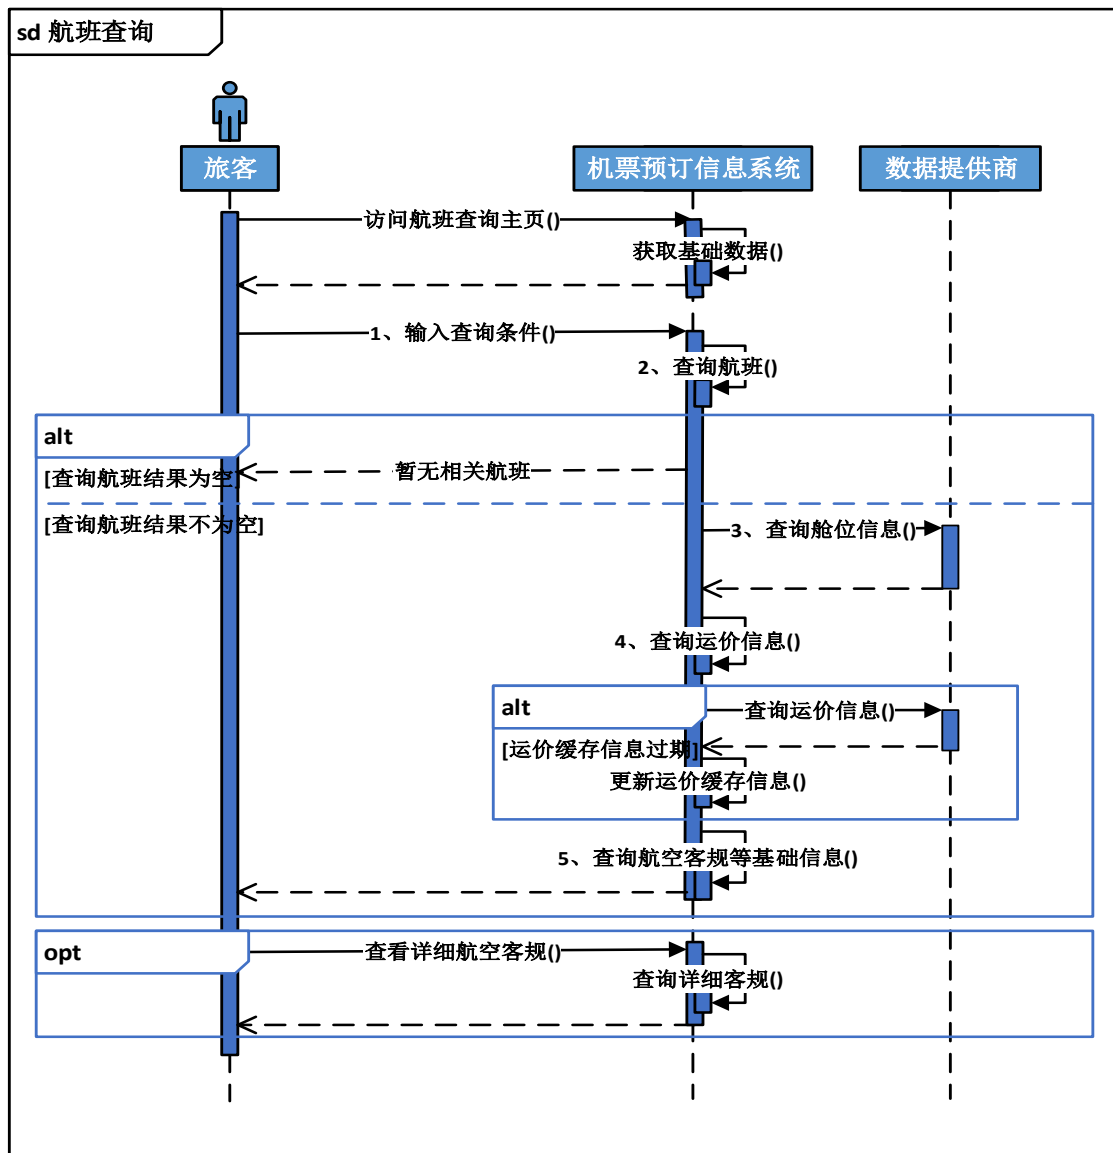 sd 航班查询
旅客
机票预订信息系统
数据提供商
访问航班查询主页()
获取基础数据()
1、输入查询条件()
2、查询航班()
alt
[查询航班结果为空]
暂无相关航班
[查询航班结果不为空]
3、查询舱位信息()
4、查询运价信息()
alt
查询运价信息()
[运价缓存信息过期]
更新运价缓存信息()
5、查询航空客规等基础信息()
opt
查看详细航空客规()
查询详细客规()